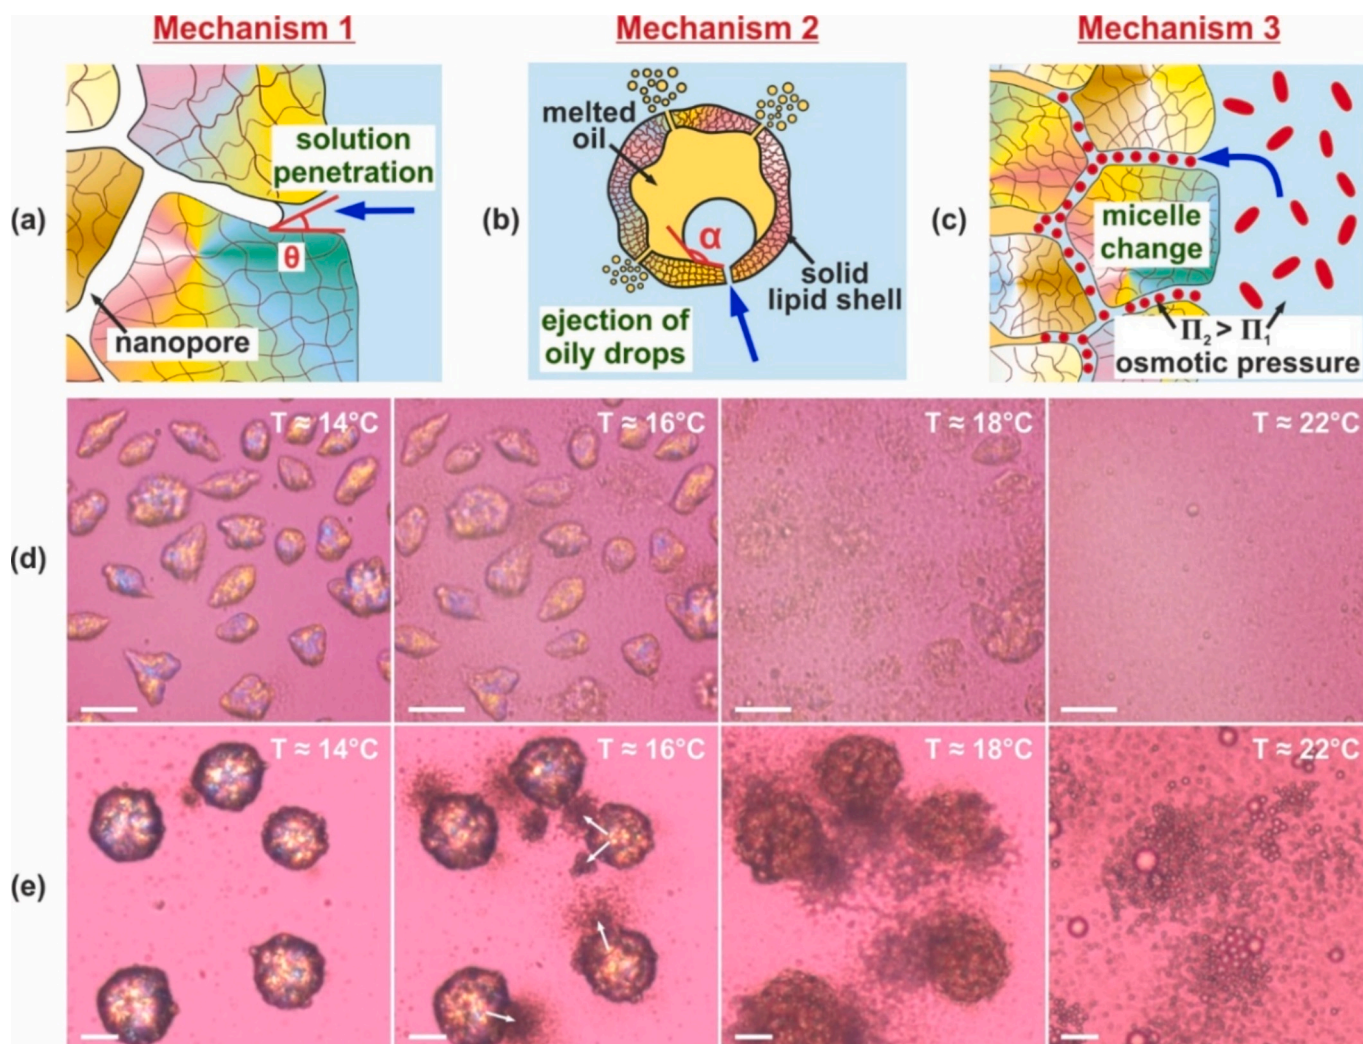 Mechanism 1
Mechanism 2
Mechanism 3
(a)
solution
penetration
θ
nanopore
(b)
melted
oil
α
solid
lipid shell
ejection of
oily drops
(c)
micelle
change
Π₂ > Π₁
osmotic pressure
(d)
T ≈ 14°C
T ≈ 16°C
T ≈ 18°C
T ≈ 22°C
(e)
T ≈ 14°C
T ≈ 16°C
T ≈ 18°C
T ≈ 22°C